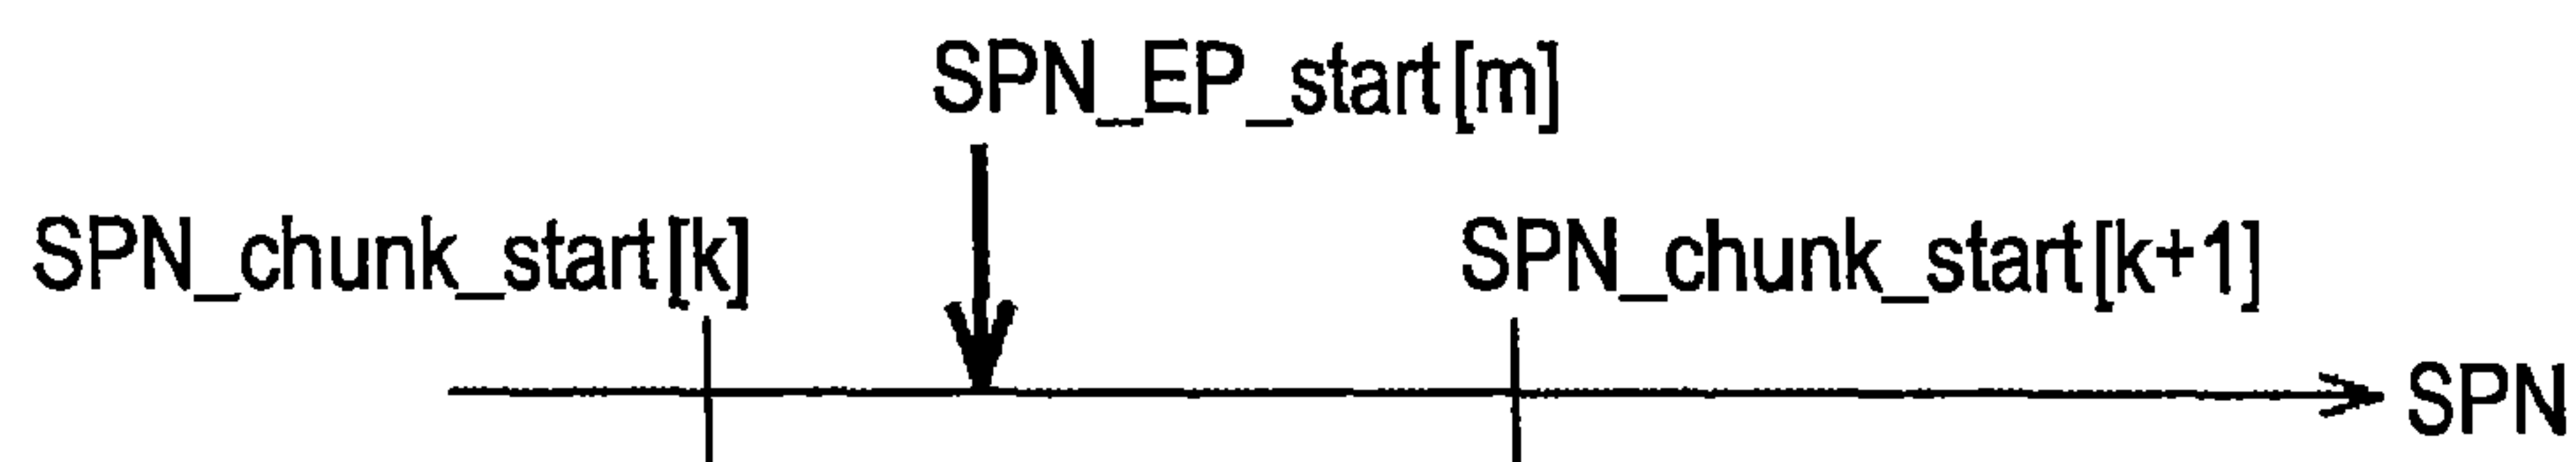 SPN_EP_start[m]
SPN_chunk_start[k]
SPN_chunk_start[k+1]
SPN